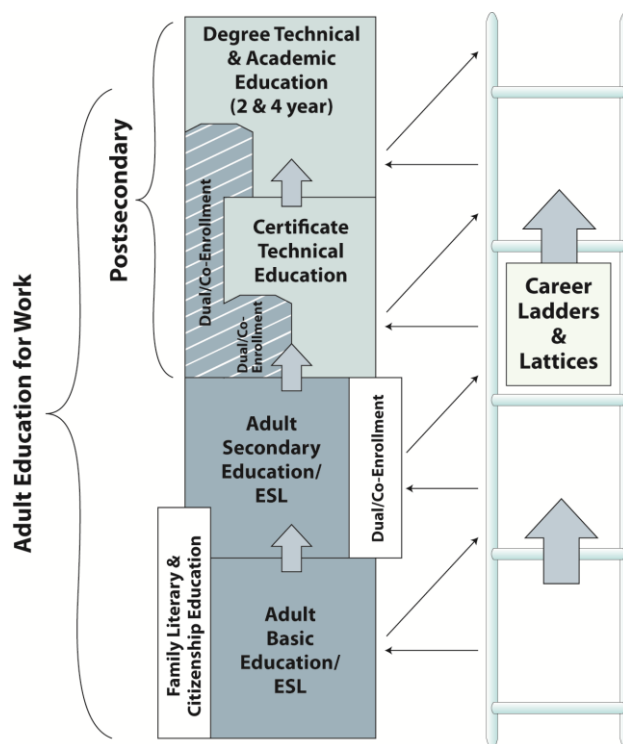 Degree Technical
& Academic
Education
(2 & 4 year)
Postsecondary
Dual/Co-Enrollment
Certificate
Technical
Education
Dual/Co-
Enrollment
Career
Ladders
&
Lattices
Adult Education for Work
Adult
Secondary
Education/
ESL
Dual/Co-Enrollment
Family Literary &
Citizenship Education
Adult
Basic
Education/
ESL